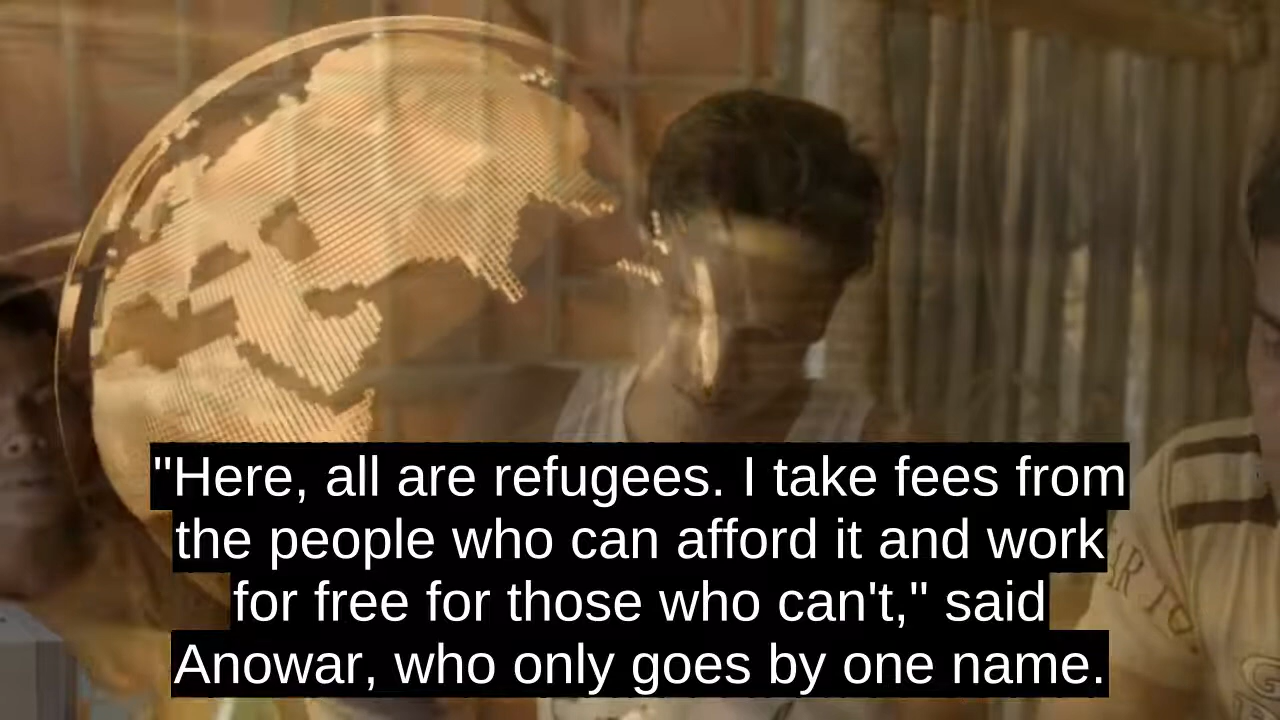 "Here, all are refugees. I take fees from
the people who can afford it and work
for free for those who can't," said
Anowar, who only goes by one name.